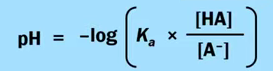 pH = –log ( Kₐ × [HA] / [A⁻] )